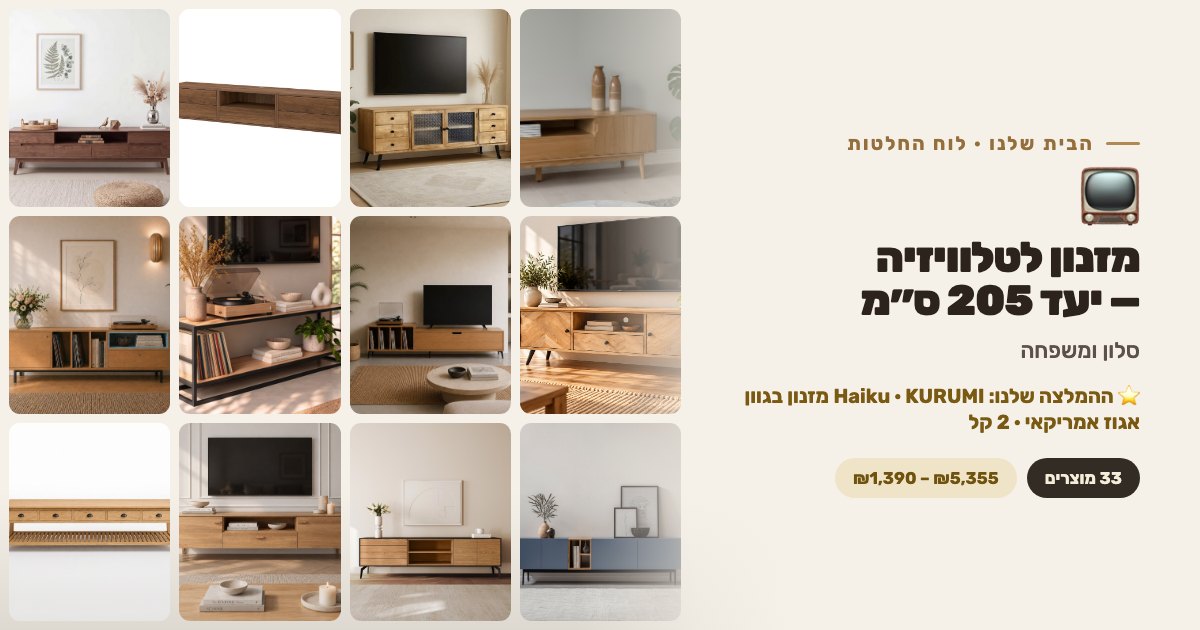 הבית שלנו • לוח החלטות
מזנון לטלוויזיה
– יעד 205 ס״מ
סלון ומשפחה
ההמלצה שלנו: Haiku • KURUMI מזנון בגוון
אגוז אמריקאי • 2 קל
33 מוצרים
₪1,390 – ₪5,355